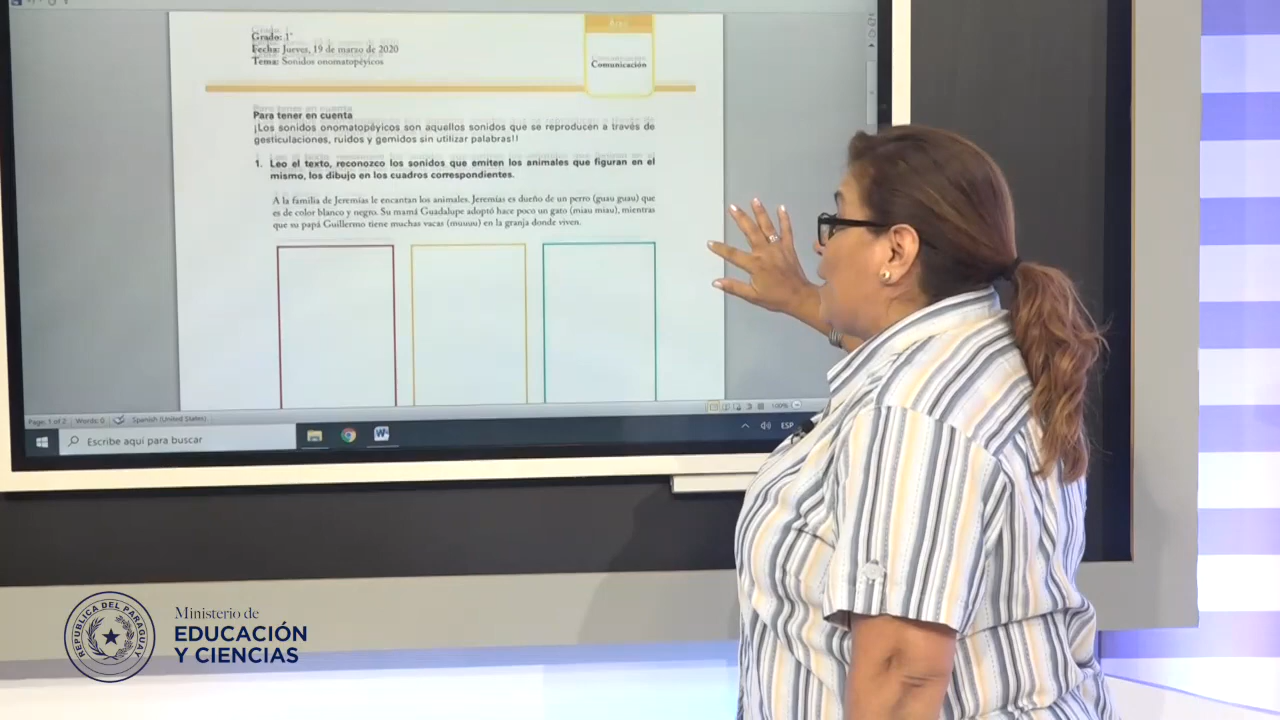 Grado: 1°
Fecha: Jueves, 19 de marzo de 2020
Tema: Sonidos onomatopéyicos
Área
Comunicación
Para tener en cuenta
¡Los sonidos onomatopéyicos son aquellos sonidos que se reproducen a través de
gesticulaciones, ruidos y gemidos sin utilizar palabras!!
1. Leo el texto, reconozco los sonidos que emiten los animales que figuran en el
mismo, los dibujo en los cuadros correspondientes.
A la familia de Jeremías le encantan los animales. Jeremías es dueño de un perro (guau guau) que
es de color blanco y negro. Su mamá Guadalupe adoptó hace poco un gato (miau miau), mientras
que su papá Guillermo tiene muchas vacas (muuuu) en la granja donde viven.
Page: 1 of 2 Words: 0 Spanish (United States) 100%
Escribe aquí para buscar ESP
REPUBLICA DEL PARAGUAY
Ministerio de
EDUCACIÓN
Y CIENCIAS